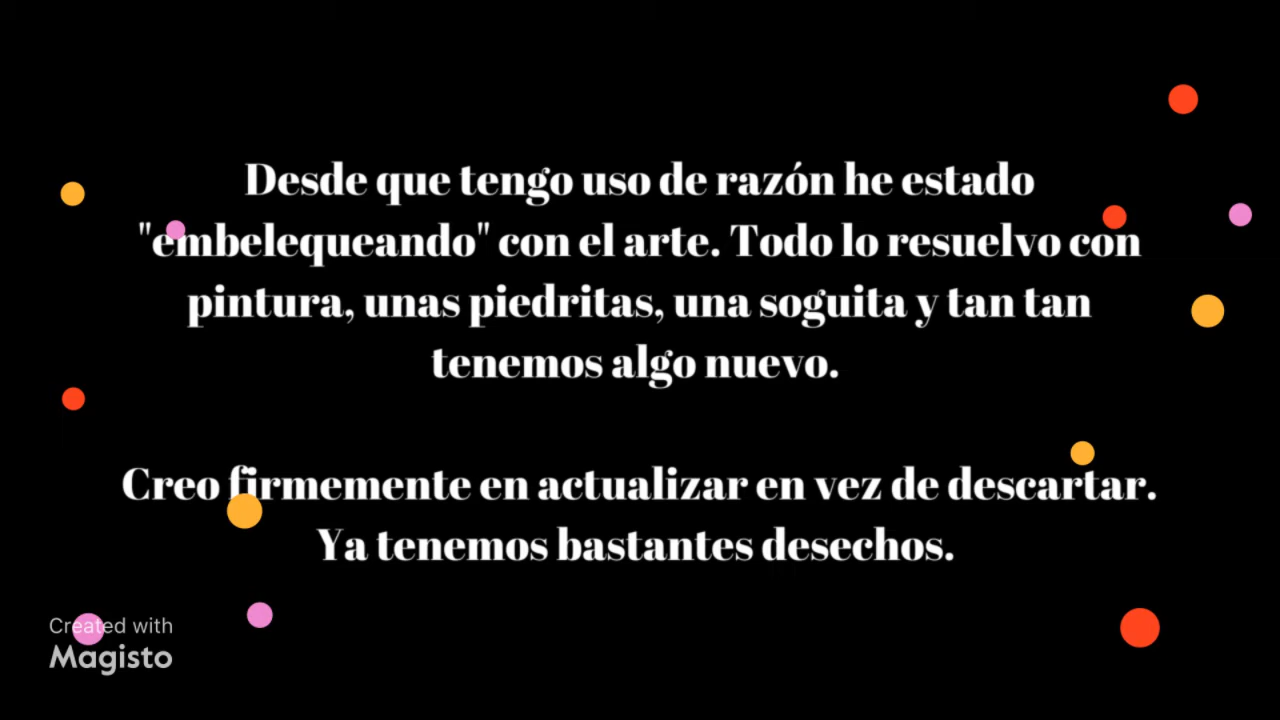 Desde que tengo uso de razón he estado
"embelequeando" con el arte. Todo lo resuelvo con
pintura, unas piedritas, una soguita y tan tan
tenemos algo nuevo.
Creo firmemente en actualizar en vez de descartar.
Ya tenemos bastantes desechos.
Created with
Magisto